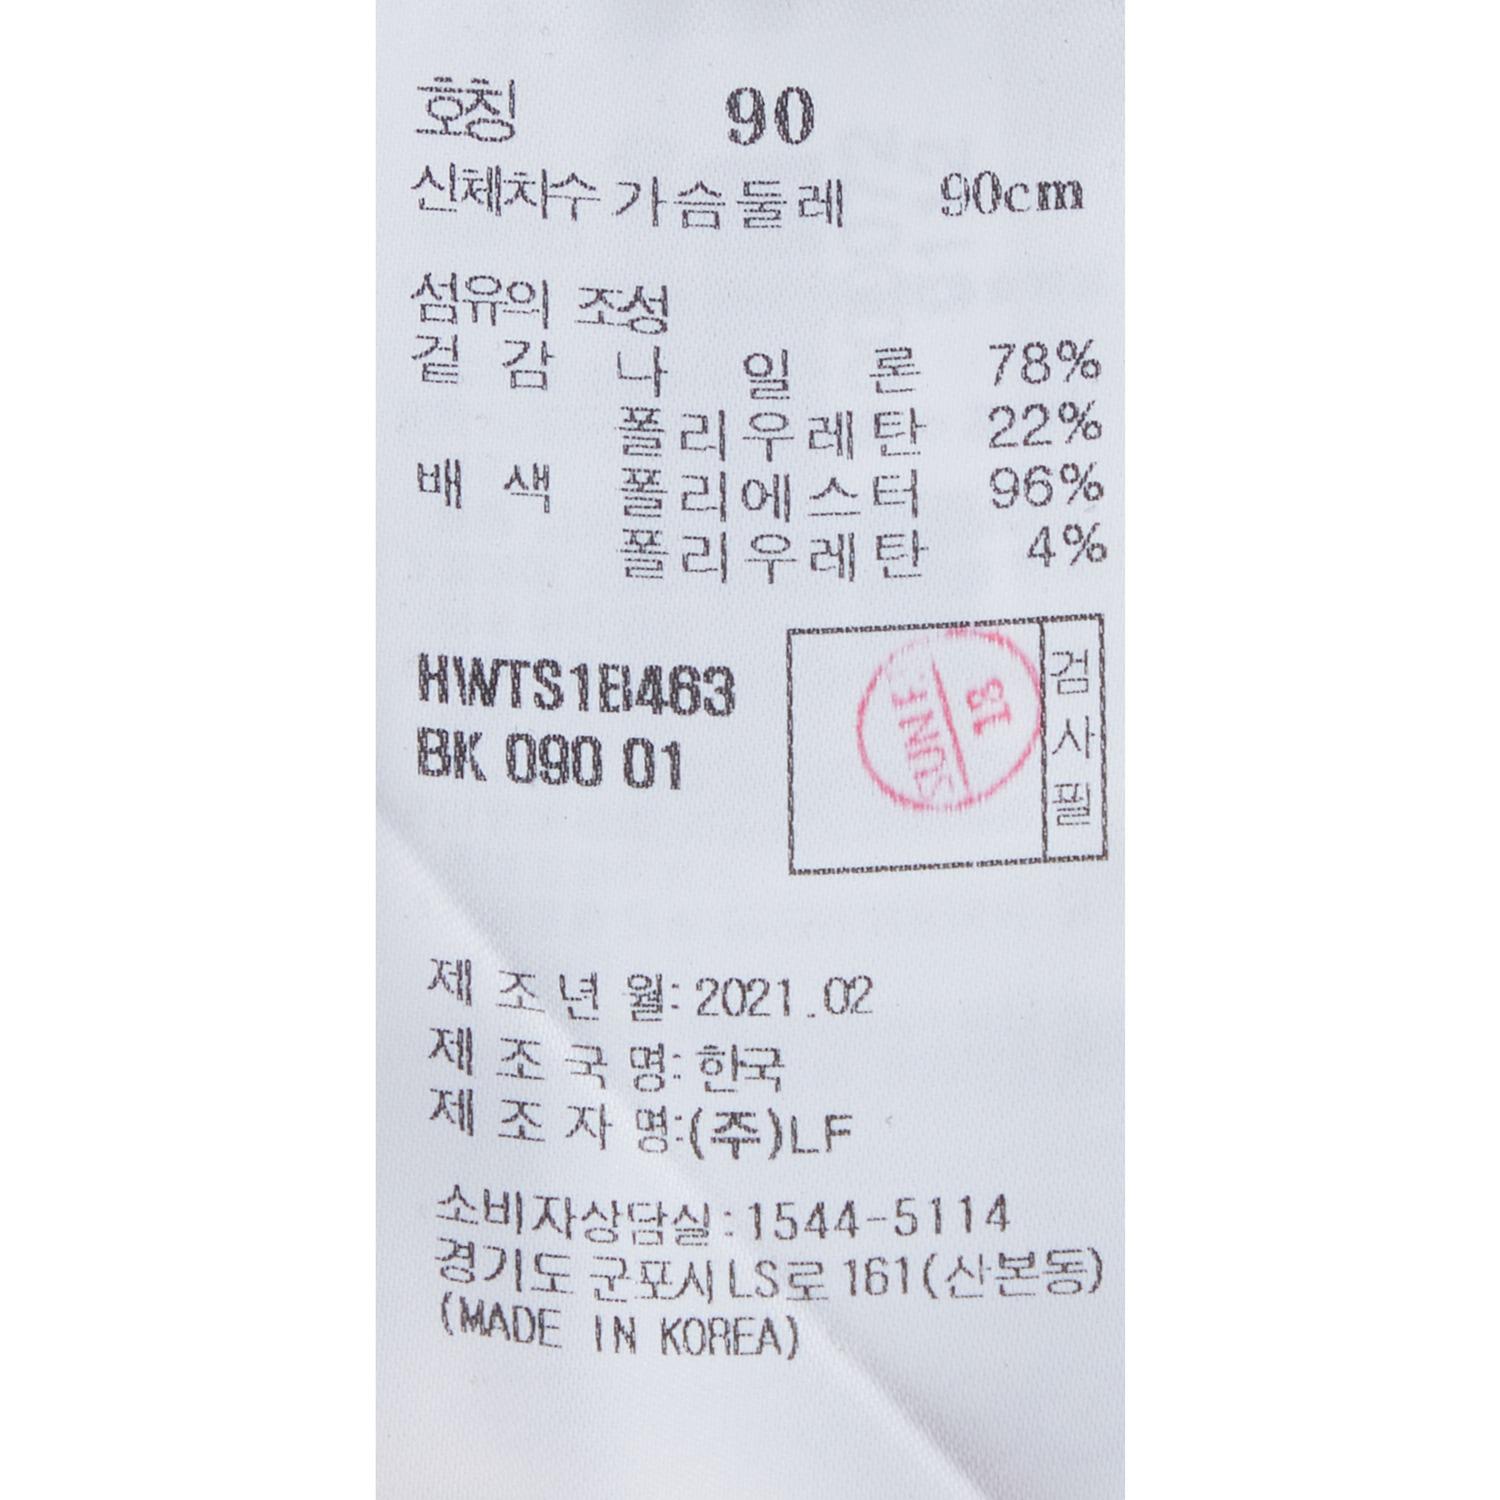 호칭 90
신체치수 가슴둘레 90cm
섬유의 조성
겉 감 나 일 론 78%
폴리우레탄 22%
배 색 폴리에스터 96%
폴리우레탄 4%
HWTS1B463
BK 090 01
검사필
18
제 조 년 월: 2021.02
제 조 국 명: 한국
제 조 자 명:(주)LF
소비자상담실:1544-5114
경기도 군포시 LS로 161(산본동)
(MADE IN KOREA)